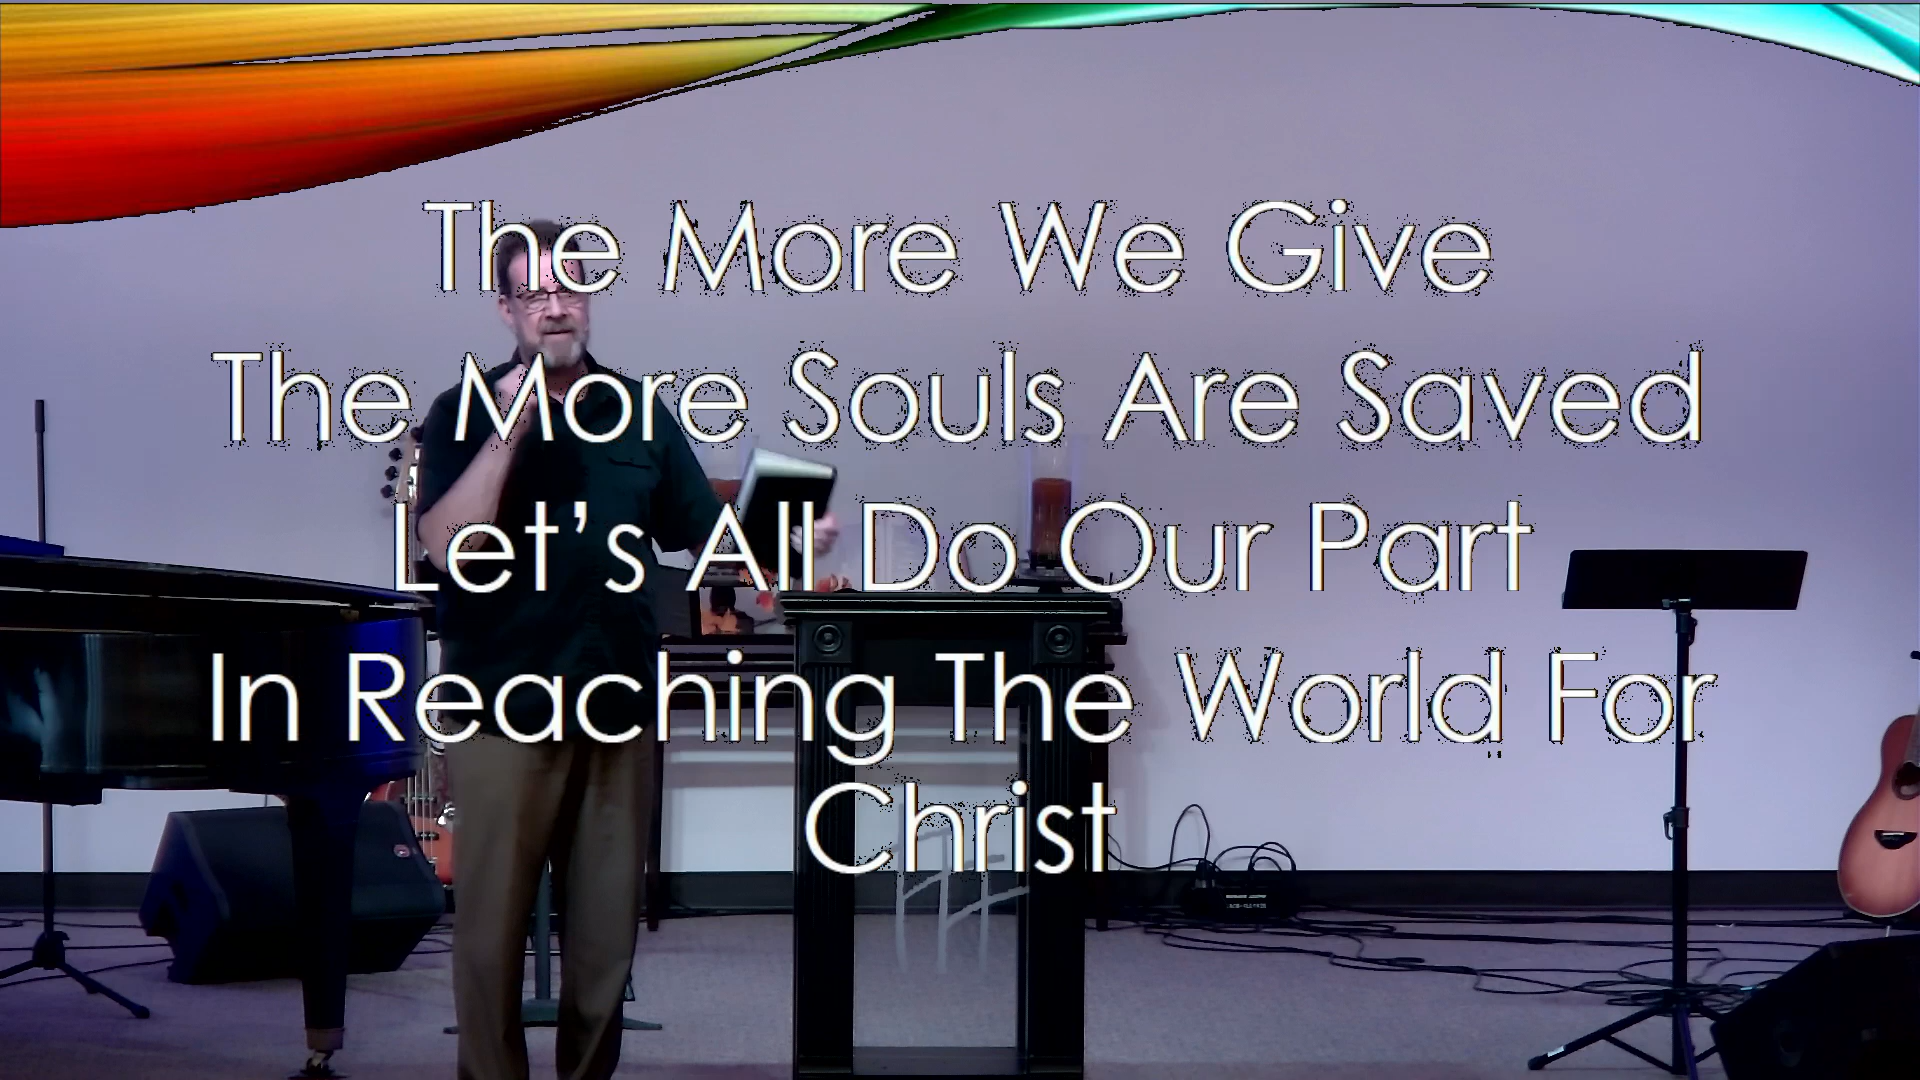 The More We Give
The More Souls Are Saved
Let's All Do Our Part
In Reaching The World For
Christ